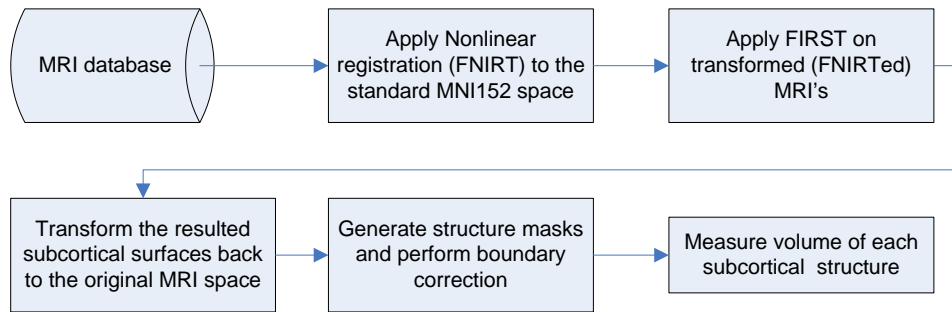 MRI database
Apply Nonlinear
registration (FNIRT) to the
standard MNI152 space
Apply FIRST on
transformed (FNIRTed)
MRI's
Transform the resulted
subcortical surfaces back
to the original MRI space
Generate structure masks
and perform boundary
correction
Measure volume of each
subcortical structure